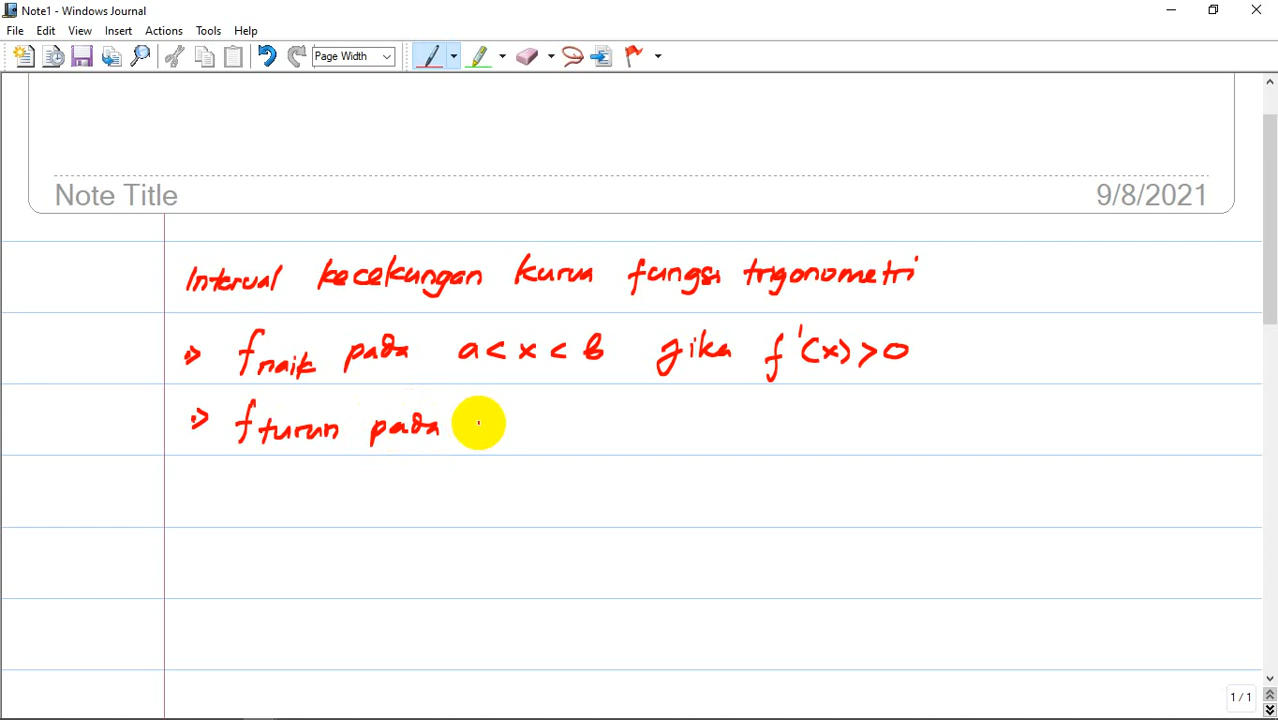 Note1 - Windows Journal
File Edit View Insert Actions Tools Help
Page Width
Note Title 9/8/2021
Interval kecekungan kurva fungsi trigonometri
=> f naik pada a < x < b jika f'(x) > 0
=> f turun pada
1 / 1